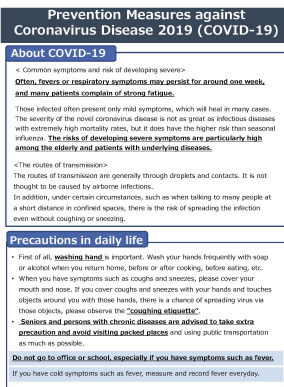 Prevention Measures against
Coronavirus Disease 2019 (COVID-19)
About COVID-19
< Common symptoms and risk of developing severe>
Often, fevers or respiratory symptoms may persist for around one week,
and many patients complain of strong fatigue.
Those infected often present only mild symptoms, which will heal in many cases.
The severity of the novel coronavirus disease is not as great as infectious diseases
with extremely high mortality rates, but it does have the higher risk than seasonal
influenza. The risks of developing severe symptoms are particularly high
among the elderly and patients with underlying diseases.
<The routes of transmission>
The routes of transmission are generally through droplets and contacts. It is not
thought to be caused by airborne infections.
In addition, under certain circumstances, such as when talking to many people at
a short distance in confined spaces, there is the risk of spreading the infection
even without coughing or sneezing.
Precautions in daily life
• First of all, washing hand is important. Wash your hands frequently with soap
or alcohol when you return home, before or after cooking, before eating, etc.
• When you have symptoms such as coughs and sneezes, please cover your
mouth and nose. If you cover coughs and sneezes with your hands and touches
objects around you with those hands, there is a chance of spreading virus via
those objects, please observe the "coughing etiquette".
• Seniors and persons with chronic diseases are advised to take extra
precaution and avoid visiting packed places and using public transportation
as much as possible.
Do not go to office or school, especially if you have symptoms such as fever.
If you have cold symptoms such as fever, measure and record fever everyday.